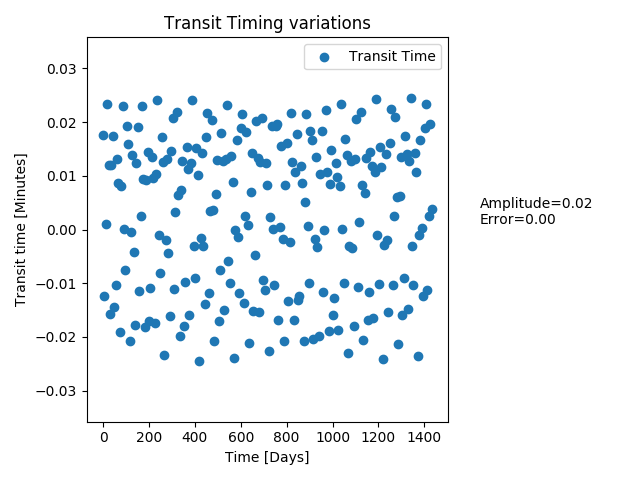 Transit Timing variations
Transit Time
0.03
0.02
0.01
0.00
−0.01
−0.02
−0.03
Transit time [Minutes]
Amplitude=0.02
Error=0.00
0 200 400 600 800 1000 1200 1400
Time [Days]